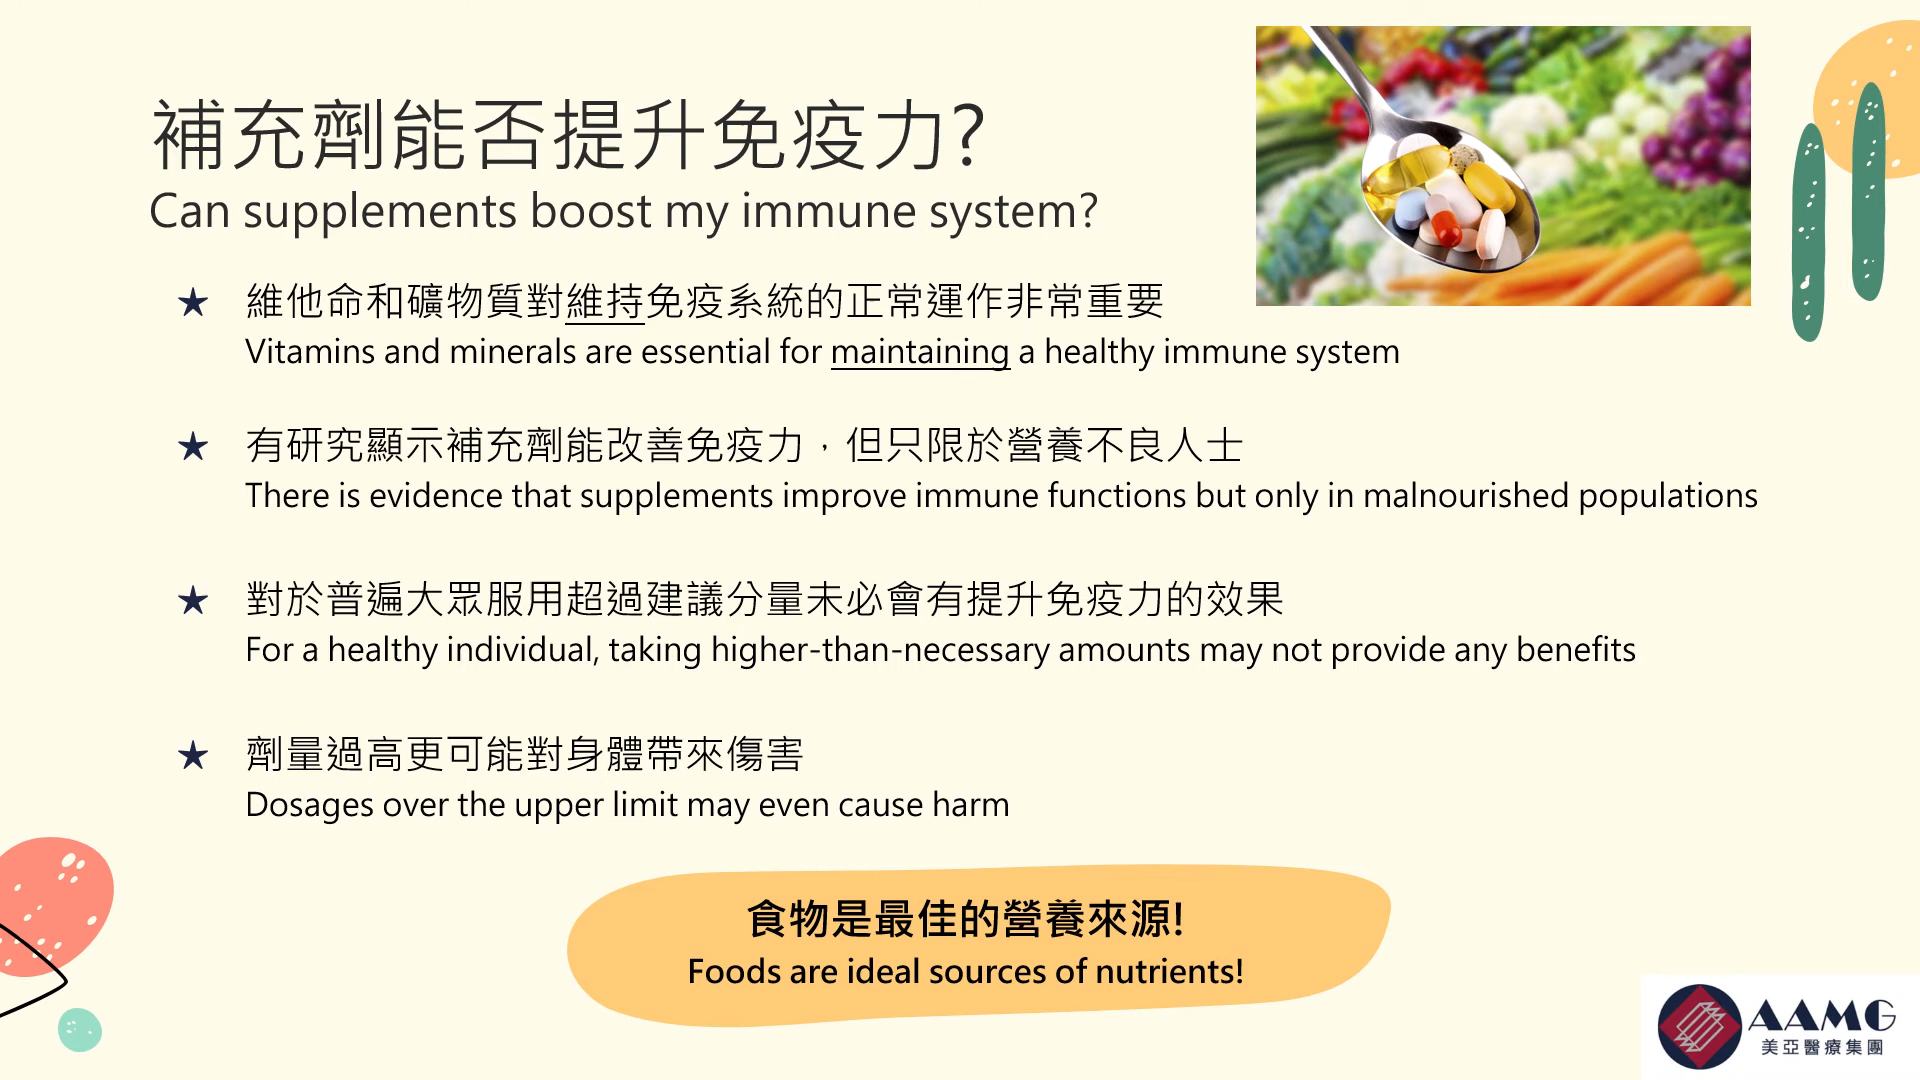 補充劑能否提升免疫力?
Can supplements boost my immune system?
★ 維他命和礦物質對維持免疫系統的正常運作非常重要
Vitamins and minerals are essential for maintaining a healthy immune system
★ 有研究顯示補充劑能改善免疫力，但只限於營養不良人士
There is evidence that supplements improve immune functions but only in malnourished populations
★ 對於普遍大眾服用超過建議分量未必會有提升免疫力的效果
For a healthy individual, taking higher-than-necessary amounts may not provide any benefits
★ 劑量過高更可能對身體帶來傷害
Dosages over the upper limit may even cause harm
食物是最佳的營養來源!
Foods are ideal sources of nutrients!
AAMG
美亞醫療集團